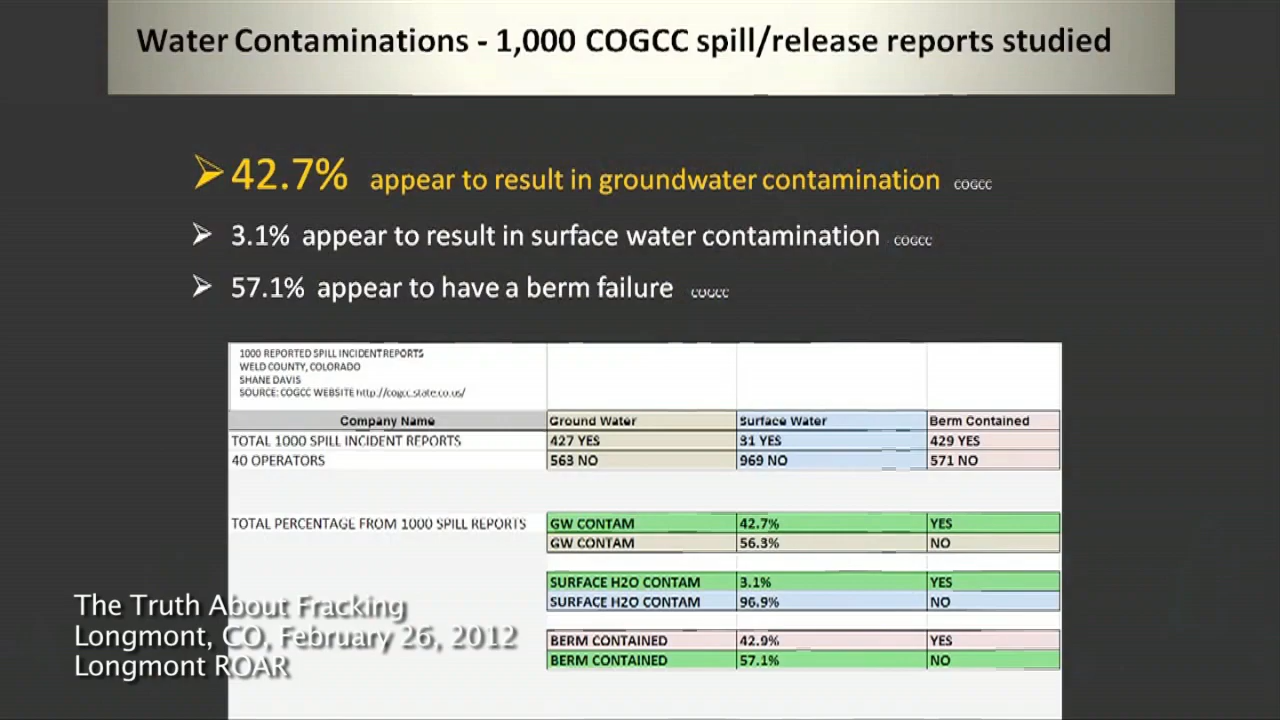 Water Contaminations - 1,000 COGCC spill/release reports studied
➢ 42.7% appear to result in groundwater contamination COGCC
➢ 3.1% appear to result in surface water contamination COGCC
➢ 57.1% appear to have a berm failure COGCC
1000 REPORTED SPILL INCIDENT REPORTS
WELD COUNTY, COLORADO
SHANE DAVIS
SOURCE: COGCC WEBSITE http://cogcc.state.co.us/
Company Name Ground Water Surface Water Berm Contained
TOTAL 1000 SPILL INCIDENT REPORTS 427 YES 31 YES 429 YES
40 OPERATORS 563 NO 969 NO 571 NO
TOTAL PERCENTAGE FROM 1000 SPILL REPORTS GW CONTAM 42.7% YES
GW CONTAM 56.3% NO
SURFACE H2O CONTAM 3.1% YES
SURFACE H2O CONTAM 96.9% NO
BERM CONTAINED 42.9% YES
BERM CONTAINED 57.1% NO
The Truth About Fracking
Longmont, CO, February 26, 2012
Longmont ROAR